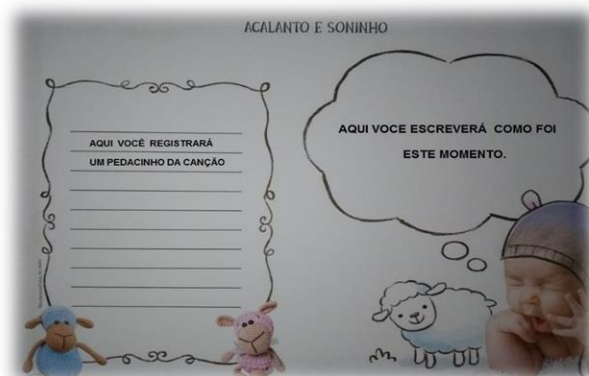 ACALANTO E SONINHO
AQUI VOCÊ REGISTRARÁ
UM PEDACINHO DA CANÇÃO
AQUI VOCE ESCREVERÁ COMO FOI
ESTE MOMENTO.